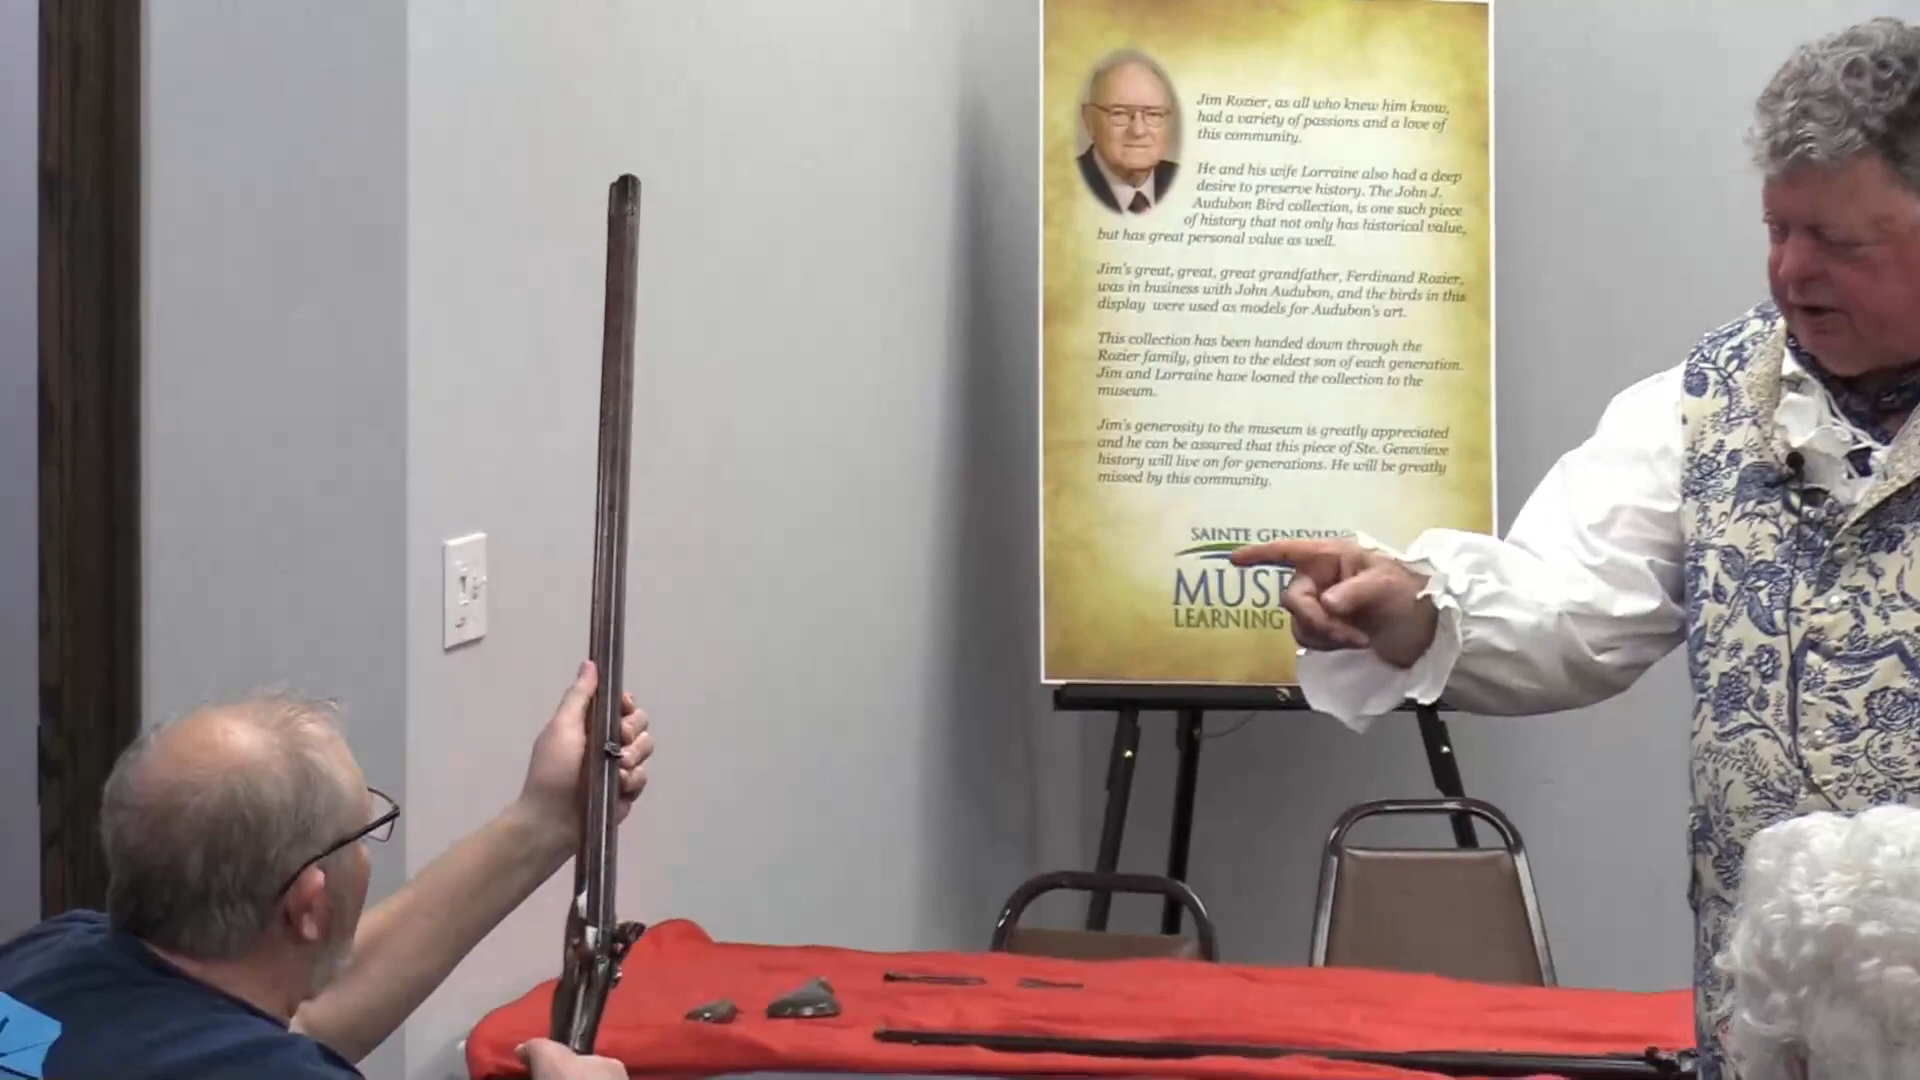 Jim Rozier, as all who knew him know,
had a variety of passions and a love of
this community.
He and his wife Lorraine also had a deep
desire to preserve history. The John J.
Audubon Bird collection, is one such piece
of history that not only has historical value,
but has great personal value as well.
Jim's great, great, great grandfather, Ferdinand Rozier,
was in business with John Audubon, and the birds in this
display were used as models for Audubon's art.
This collection has been handed down through the
Rozier family, given to the eldest son of each generation.
Jim and Lorraine have loaned the collection to the
museum.
Jim's generosity to the museum is greatly appreciated
and he can be assured that this piece of Ste. Genevieve
history will live on for generations. He will be greatly
missed by this community.
SAINTE GENEVIEV
MUSE
LEARNING